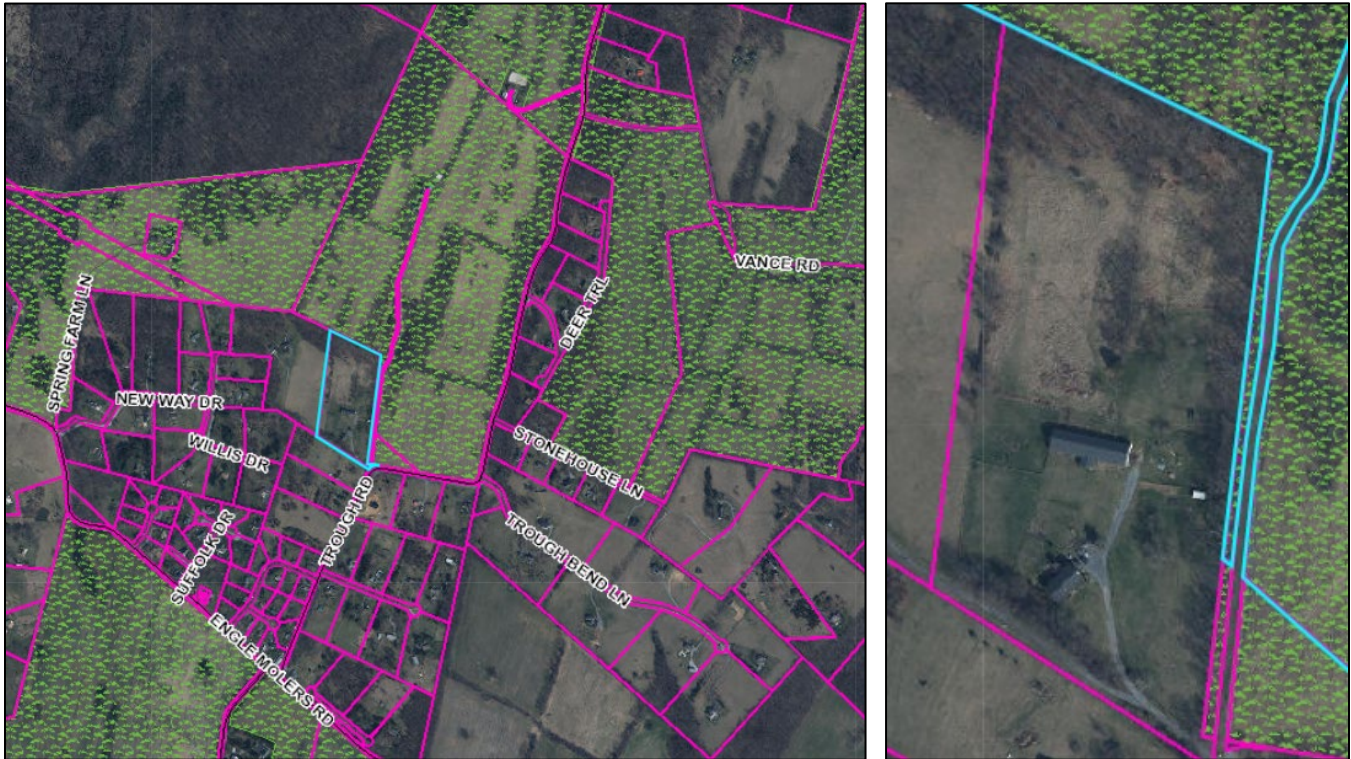 VANCE RD
DEER TRL
SPRING FARM LN
NEW WAY DR
WILLIS DR
STONEHOUSE LN
TROUGH RD
SUFFOLK DR
TROUGH BEND LN
ENGLE MOLERS RD